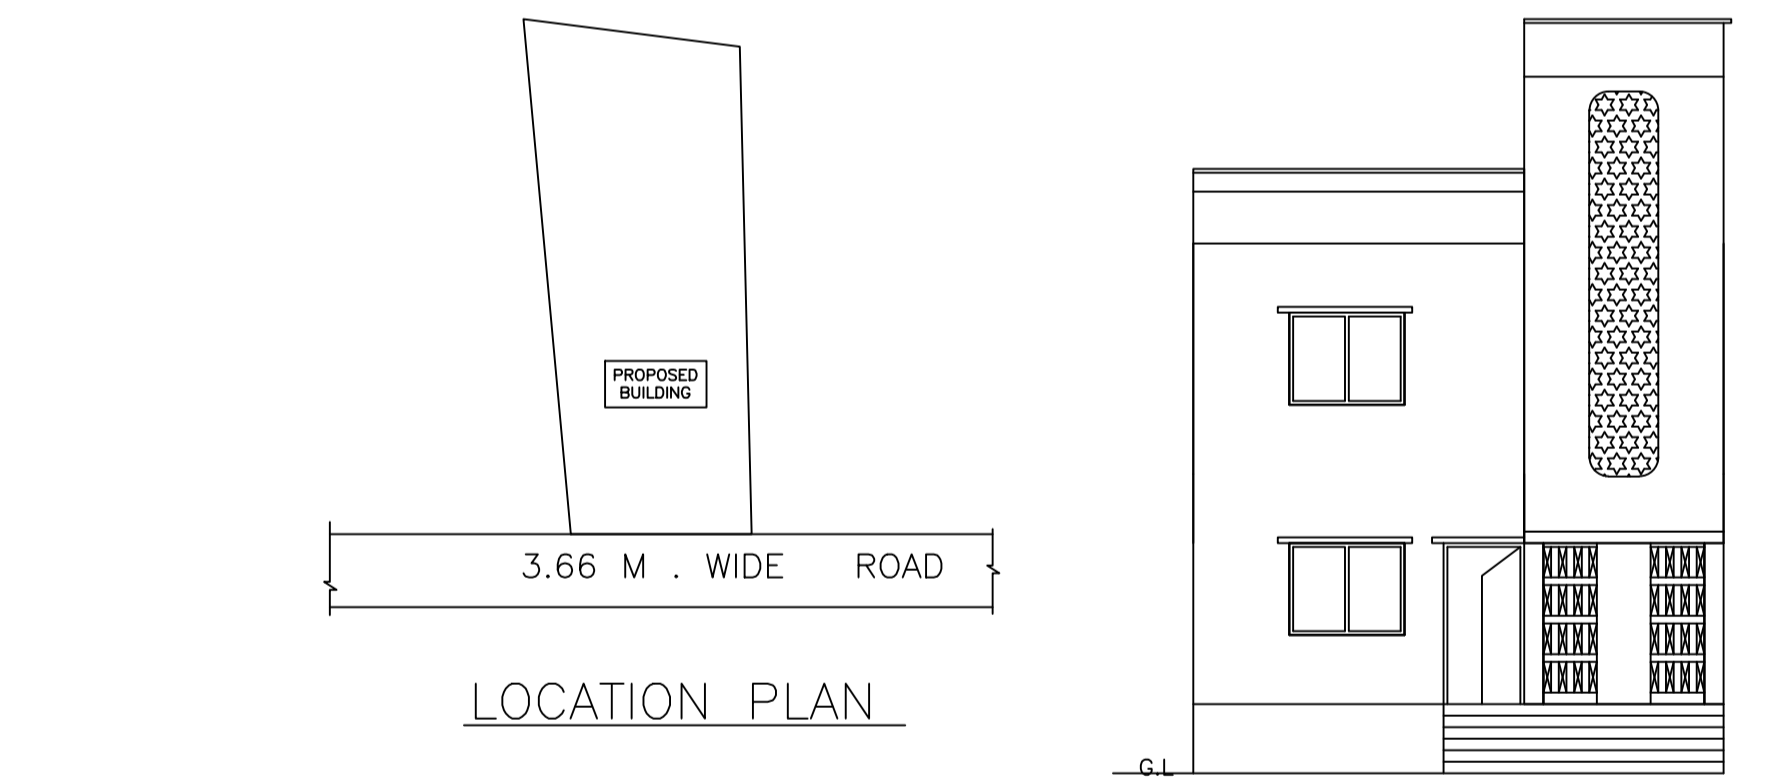 PROPOSED
BUILDING
3.66 M . WIDE ROAD
LOCATION PLAN
G.L